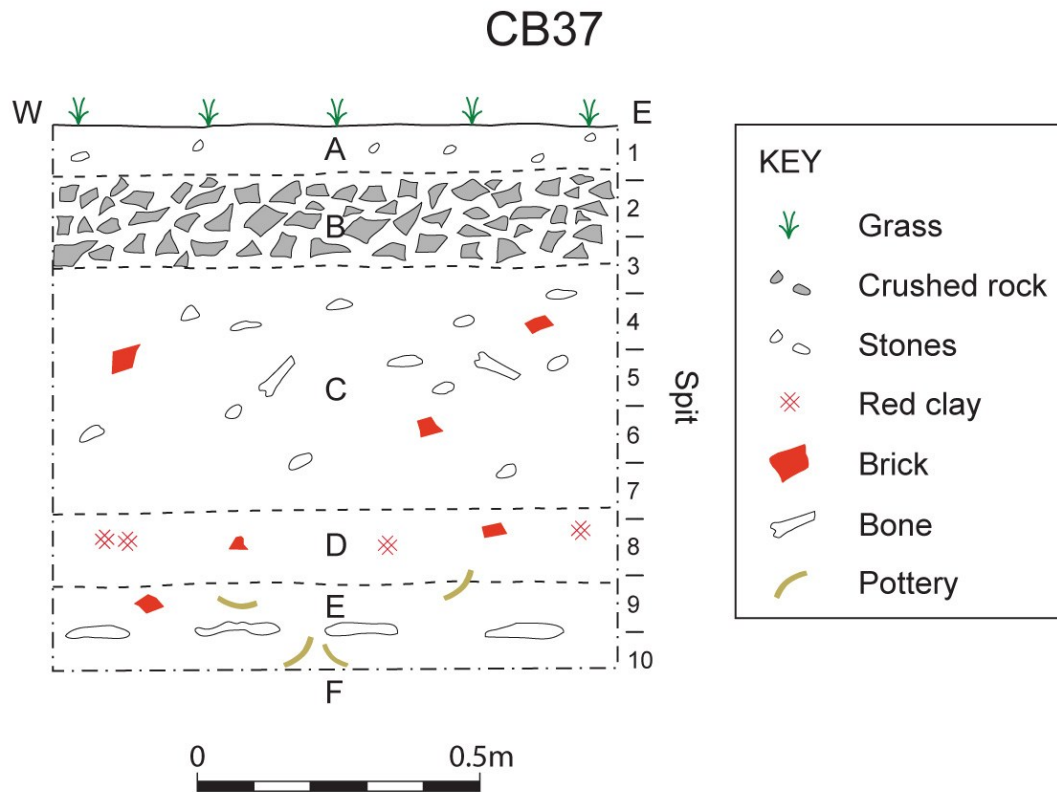 CB37
W
E
A
B
C
D
E
F
1
2
3
4
5
6
7
8
9
10
Spit
KEY
Grass
Crushed rock
Stones
Red clay
Brick
Bone
Pottery
0
0.5m